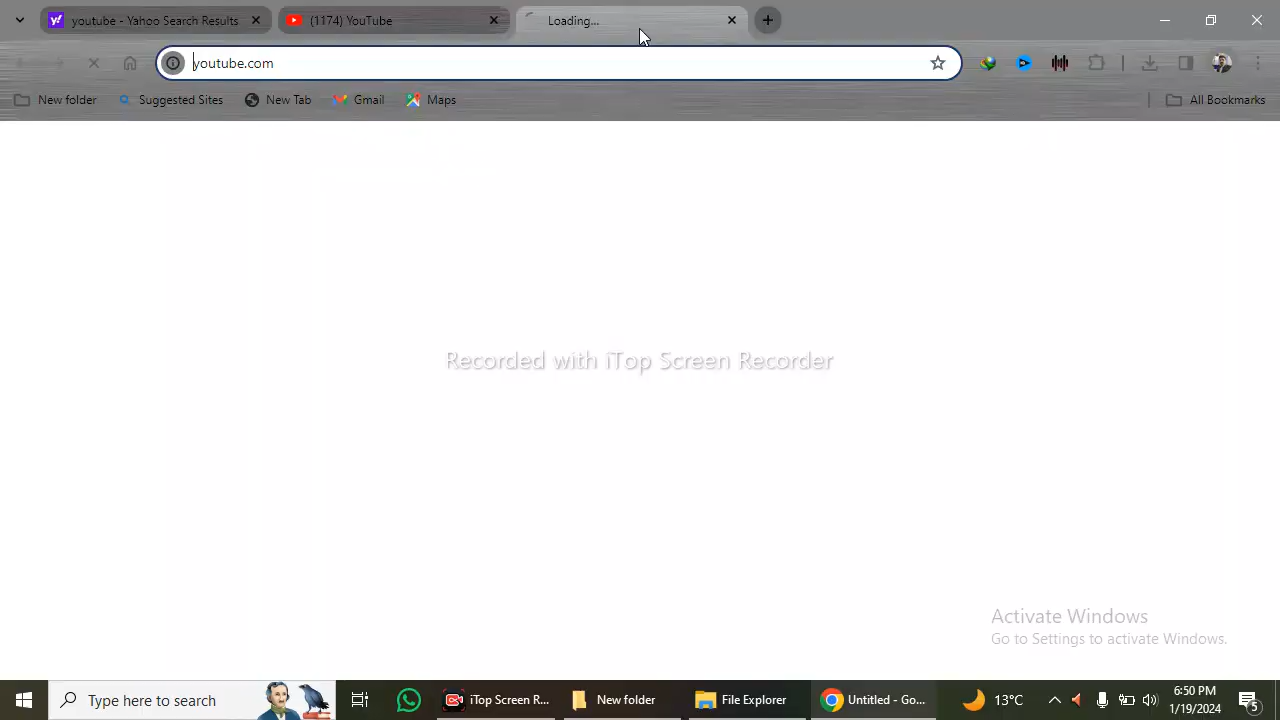 youtube - Yahoo Search Results
(1174) YouTube
Loading...
youtube.com
New folder
Suggested Sites
New Tab
Gmail
Maps
All Bookmarks
Recorded with iTop Screen Recorder
Activate Windows
Go to Settings to activate Windows.
Type here to search
iTop Screen R...
New folder
File Explorer
Untitled - Go...
13°C
6:50 PM
1/19/2024
5